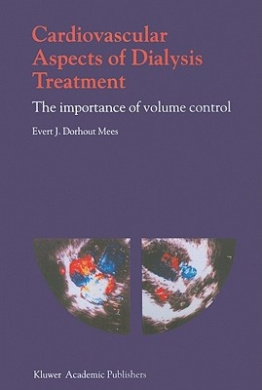 Cardiovascular
Aspects of Dialysis
Treatment
The importance of volume control
Evert J. Dorhout Mees
Kluwer Academic Publishers